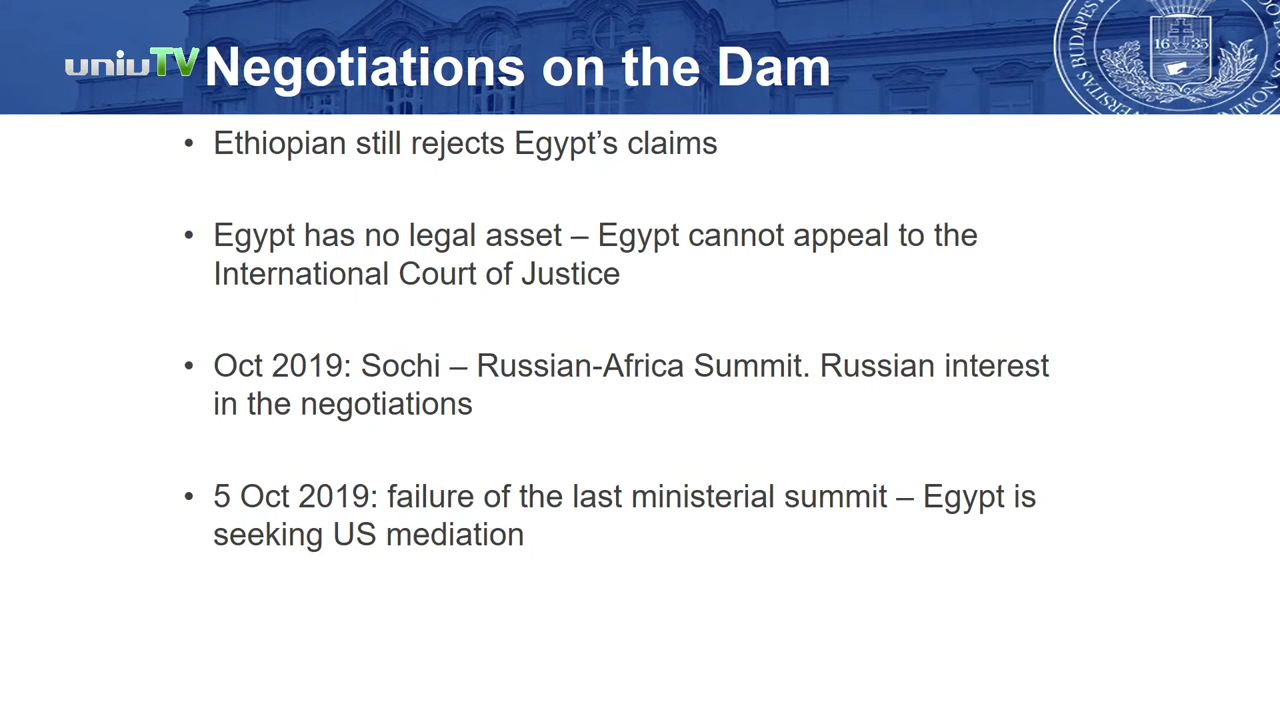 uniuTV
Negotiations on the Dam
1635
• Ethiopian still rejects Egypt’s claims
• Egypt has no legal asset – Egypt cannot appeal to the
International Court of Justice
• Oct 2019: Sochi – Russian-Africa Summit. Russian interest
in the negotiations
• 5 Oct 2019: failure of the last ministerial summit – Egypt is
seeking US mediation